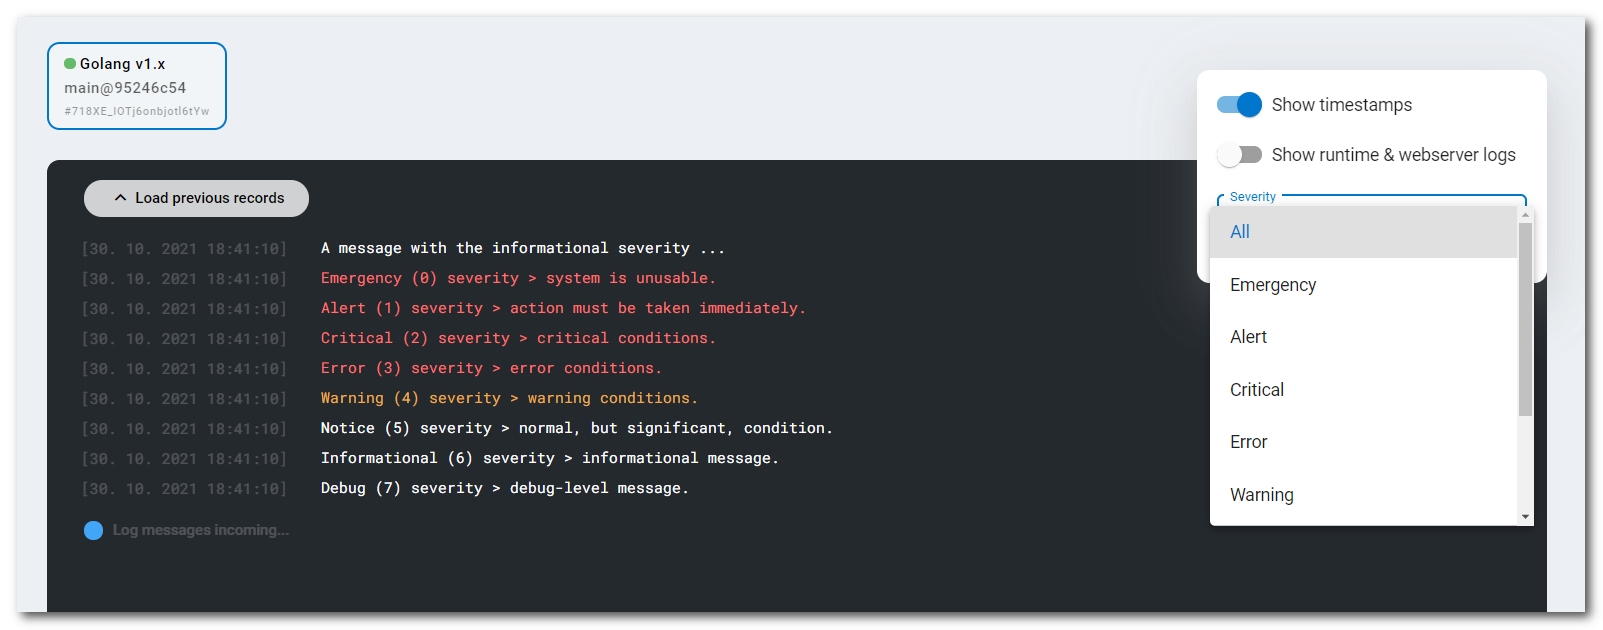 Golang v1.x
main@95246c54
#718XE_IOTj6onbjotl6tYw
Show timestamps
Show runtime & webserver logs
Severity
All
Emergency
Alert
Critical
Error
Warning
Load previous records
[30. 10. 2021 18:41:10] A message with the informational severity ...
[30. 10. 2021 18:41:10] Emergency (0) severity > system is unusable.
[30. 10. 2021 18:41:10] Alert (1) severity > action must be taken immediately.
[30. 10. 2021 18:41:10] Critical (2) severity > critical conditions.
[30. 10. 2021 18:41:10] Error (3) severity > error conditions.
[30. 10. 2021 18:41:10] Warning (4) severity > warning conditions.
[30. 10. 2021 18:41:10] Notice (5) severity > normal, but significant, condition.
[30. 10. 2021 18:41:10] Informational (6) severity > informational message.
[30. 10. 2021 18:41:10] Debug (7) severity > debug-level message.
Log messages incoming...